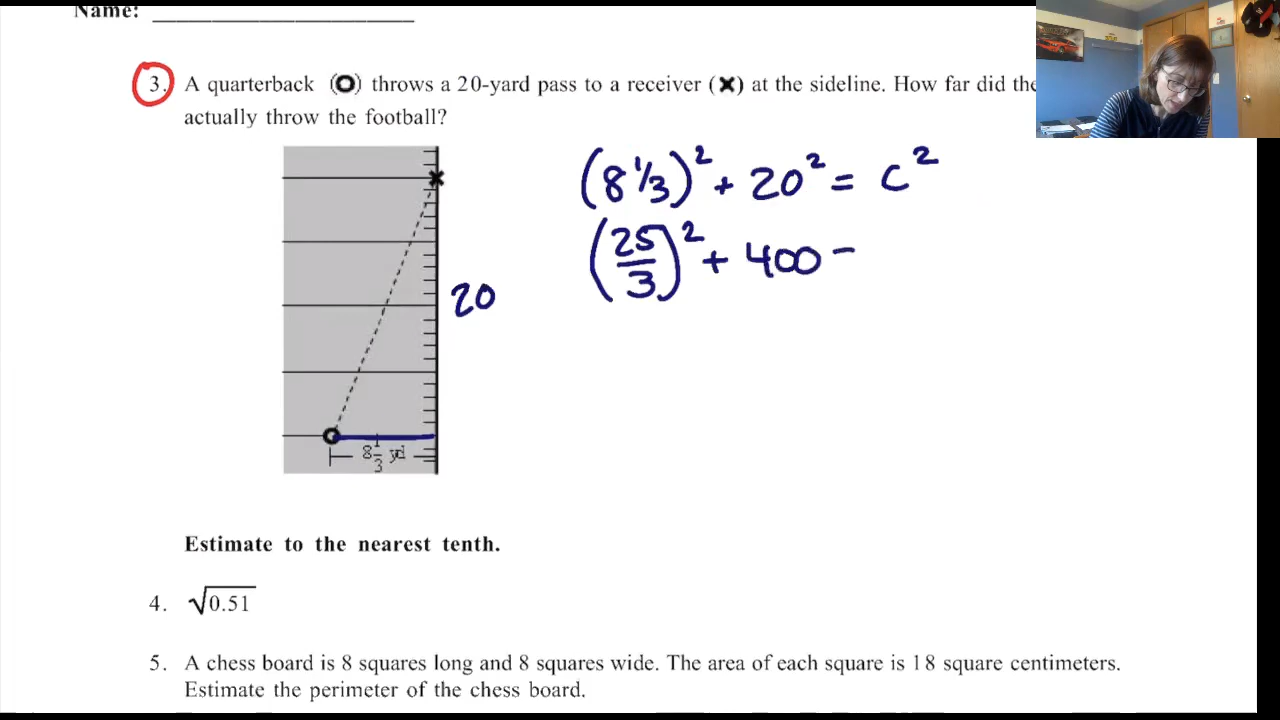 Name: ____________________
3. A quarterback (O) throws a 20-yard pass to a receiver (✖) at the sideline. How far did the
actually throw the football?
(8 1/3)² + 20² = c²
(25/3)² + 400 =
20
8 1/3 yd
Estimate to the nearest tenth.
4. √0.51
5. A chess board is 8 squares long and 8 squares wide. The area of each square is 18 square centimeters.
Estimate the perimeter of the chess board.